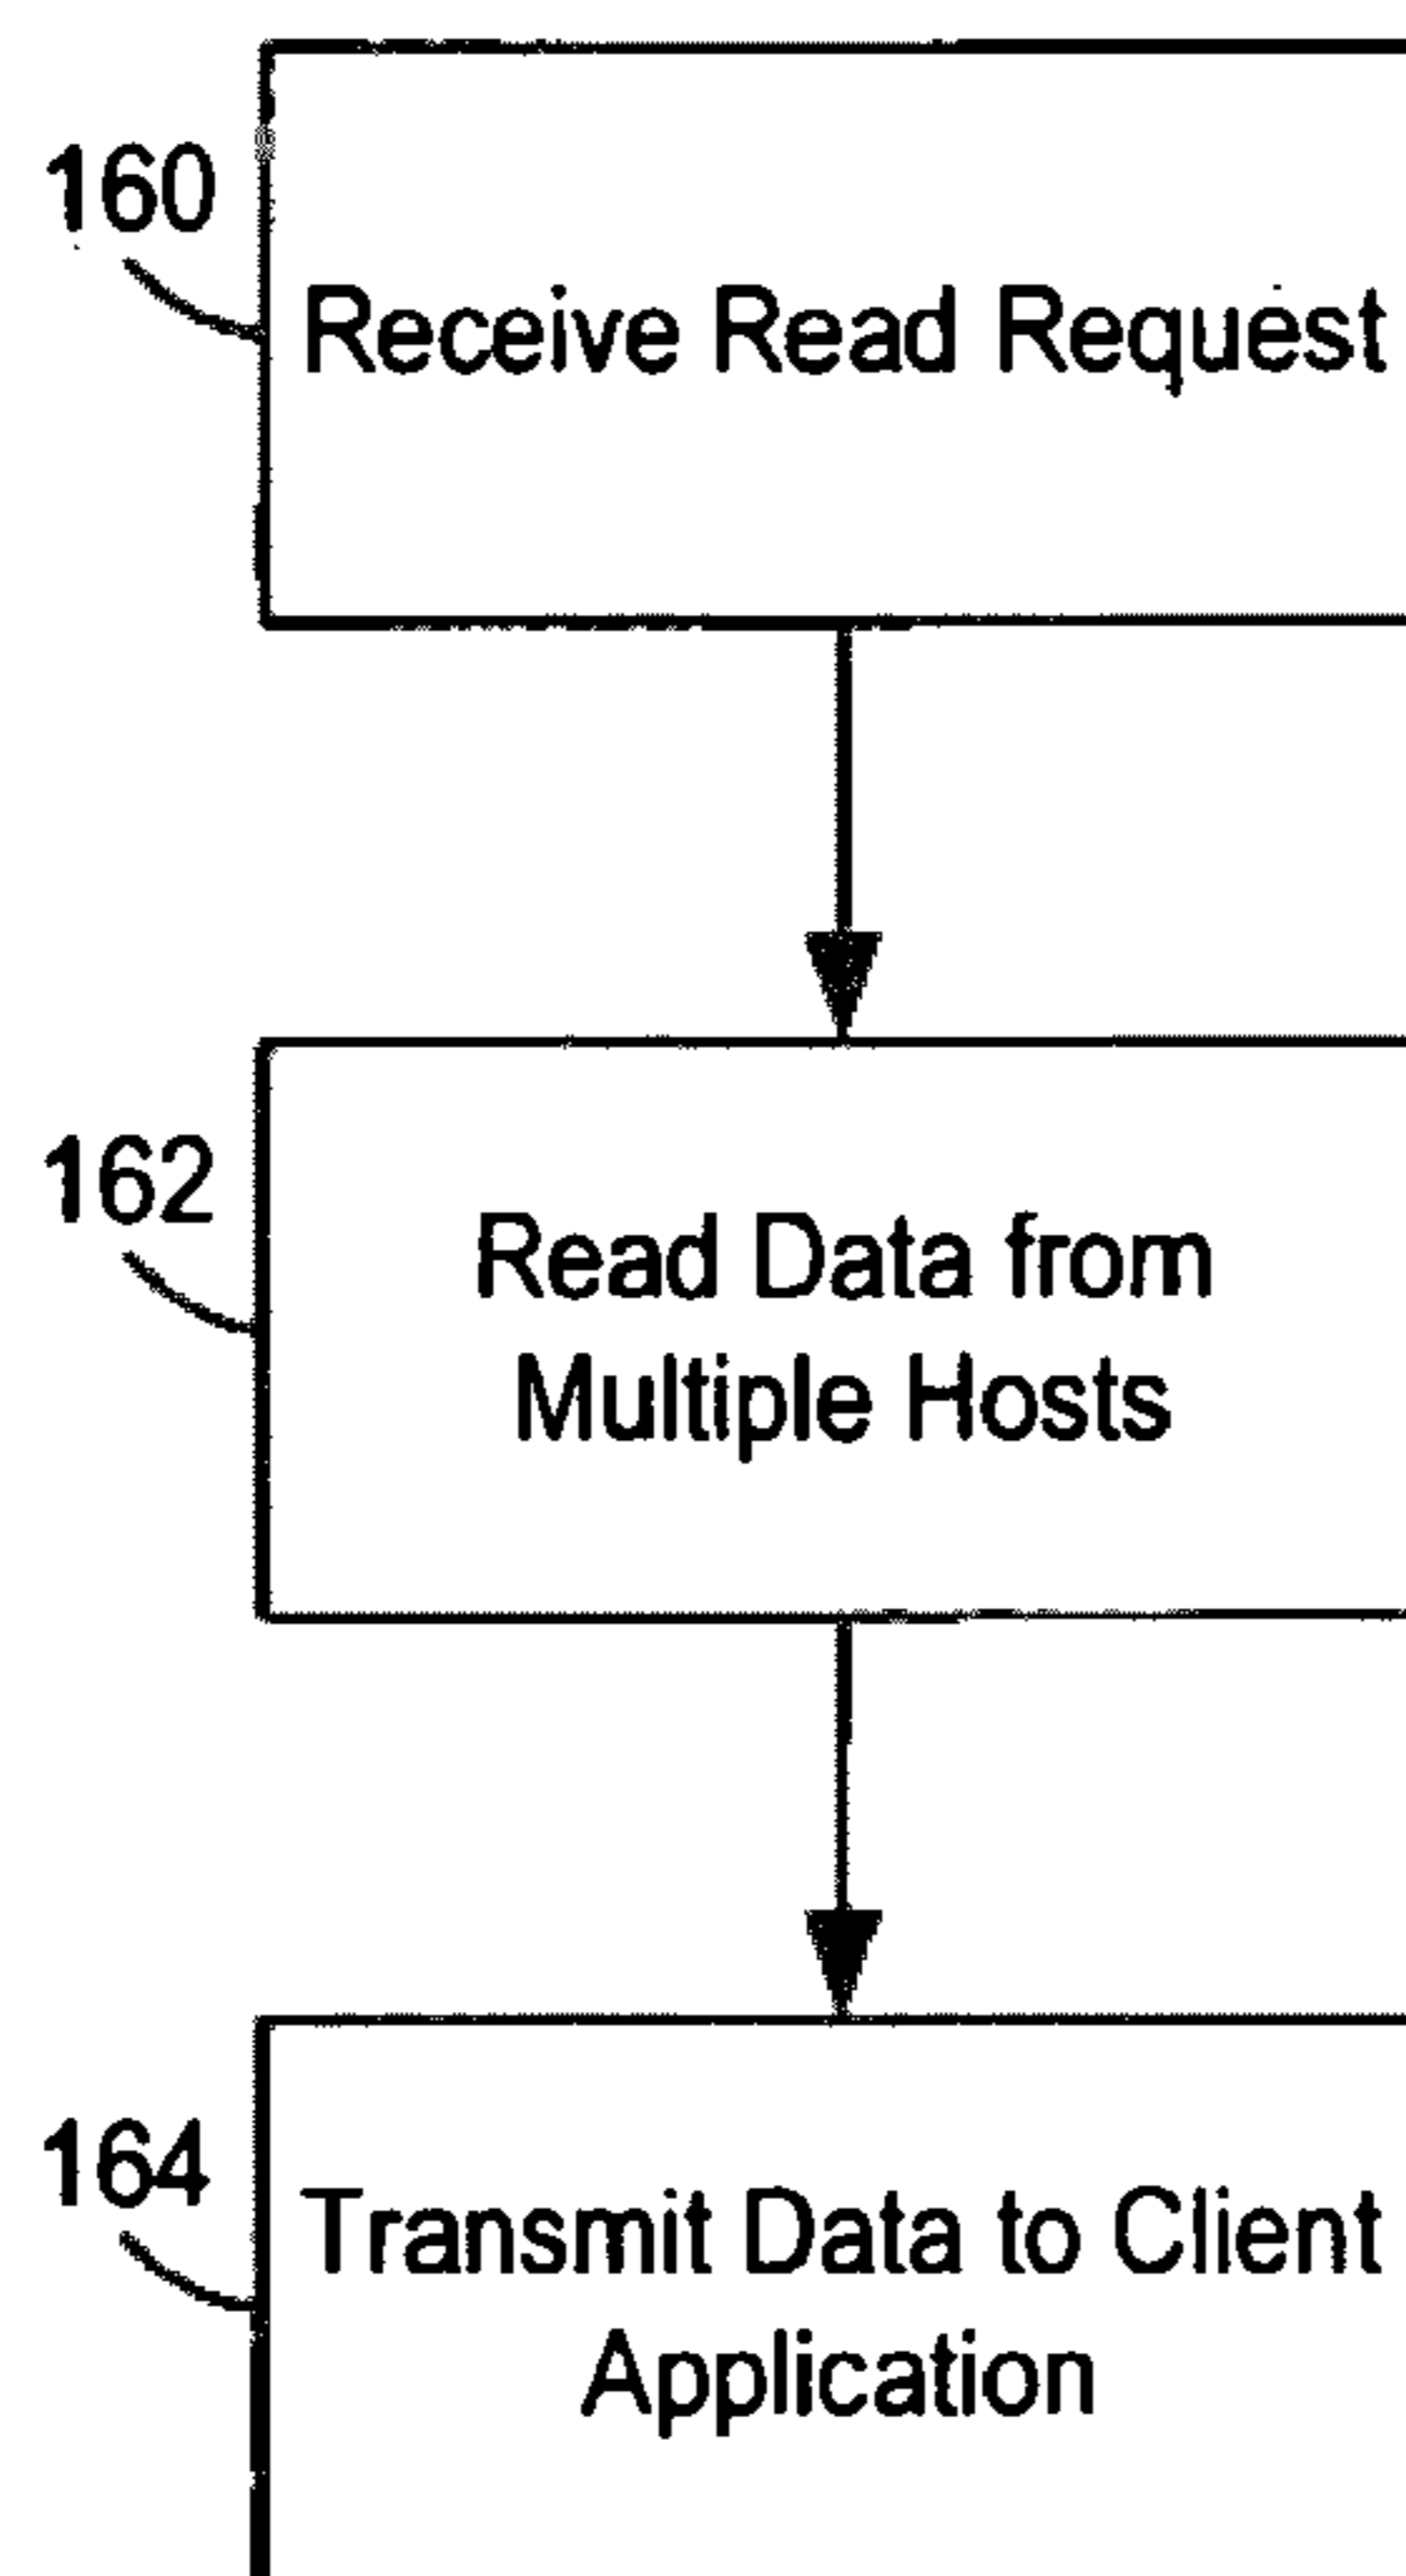 160
Receive Read Request
162
Read Data from
Multiple Hosts
164
Transmit Data to Client
Application